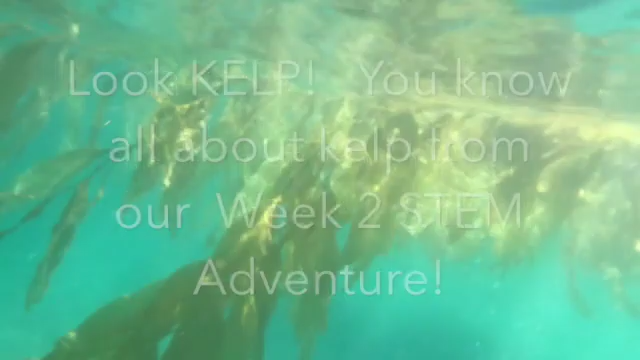 Look KELP!   You know
all about kelp from
our  Week 2 STEM
Adventure!